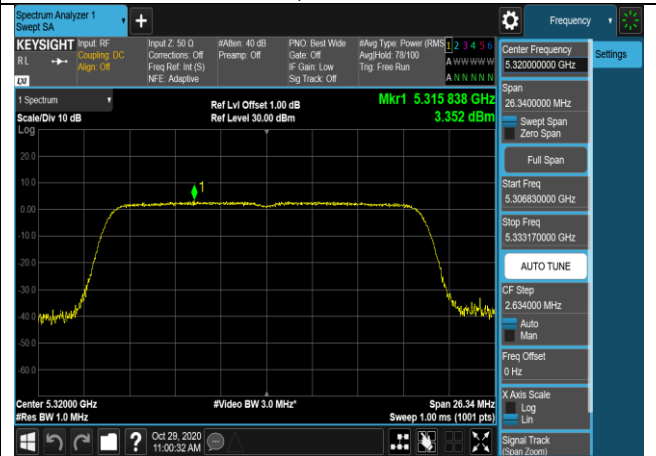 Spectrum Analyzer 1
Swept SA
Frequency
KEYSIGHT
RL
LXI
Input: RF
Coupling: DC
Align: Off
Input Z: 50 Ω
Corrections: Off
Freq Ref: Int (S)
NFE: Adaptive
#Atten: 40 dB
Preamp: Off
PNO: Best Wide
Gate: Off
IF Gain: Low
Sig Track: Off
#Avg Type: Power (RMS
Avg|Hold: 78/100
Trig: Free Run
1 2 3 4 5 6
A W W W W W
A N N N N N
1 Spectrum
Scale/Div 10 dB
Log
Ref Lvl Offset 1.00 dB
Ref Level 30.00 dBm
Mkr1 5.315 838 GHz
3.352 dBm
20.0
10.0
0.00
-10.0
-20.0
-30.0
-40.0
-50.0
-60.0
1
Center 5.32000 GHz
#Res BW 1.0 MHz
#Video BW 3.0 MHz*
Span 26.34 MHz
Sweep 1.00 ms (1001 pts)
Oct 29, 2020
11:00:32 AM
Center Frequency
5.320000000 GHz
Span
26.3400000 MHz
Swept Span
Zero Span
Full Span
Start Freq
5.306830000 GHz
Stop Freq
5.333170000 GHz
AUTO TUNE
CF Step
2.634000 MHz
Auto
Man
Freq Offset
0 Hz
X Axis Scale
Log
Lin
Signal Track
(Span Zoom)
Settings